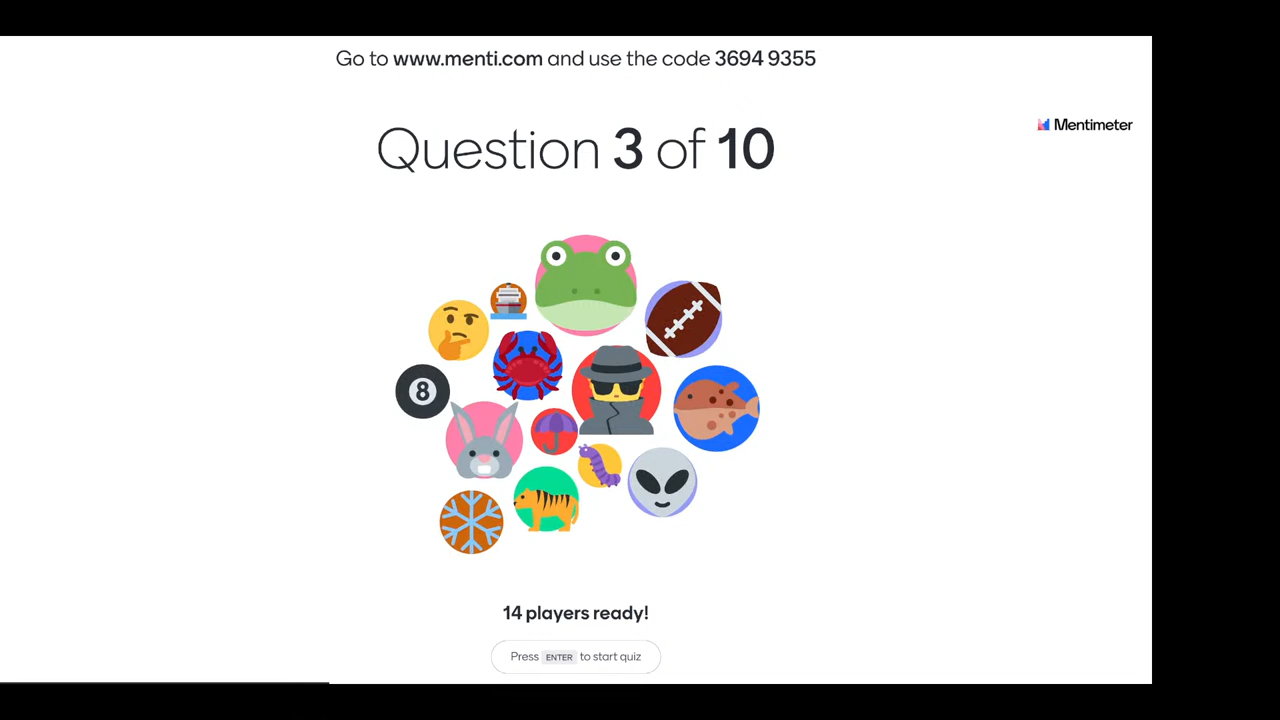 Go to www.menti.com and use the code 3694 9355
Mentimeter
Question 3 of 10
8
14 players ready!
Press ENTER to start quiz